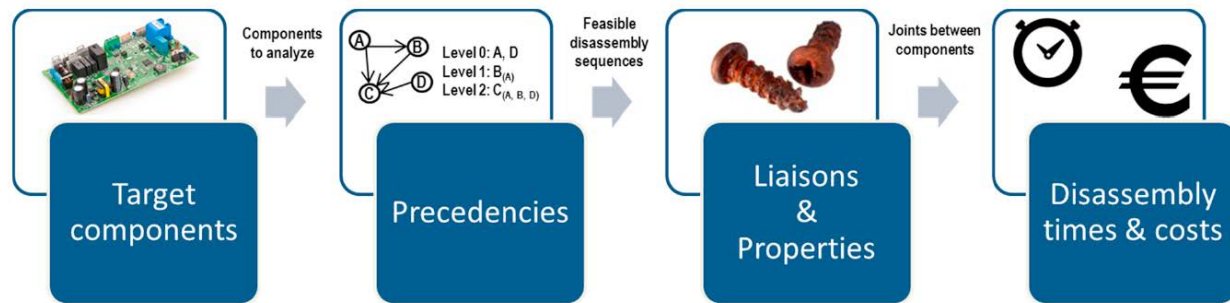 Components
to analyze
Feasible
disassembly
sequences
Joints between
components
A
B
C
D
Level 0: A, D
Level 1: B(A)
Level 2: C(A, B, D)
€
Target
components
Precedencies
Liaisons
&
Properties
Disassembly
times & costs